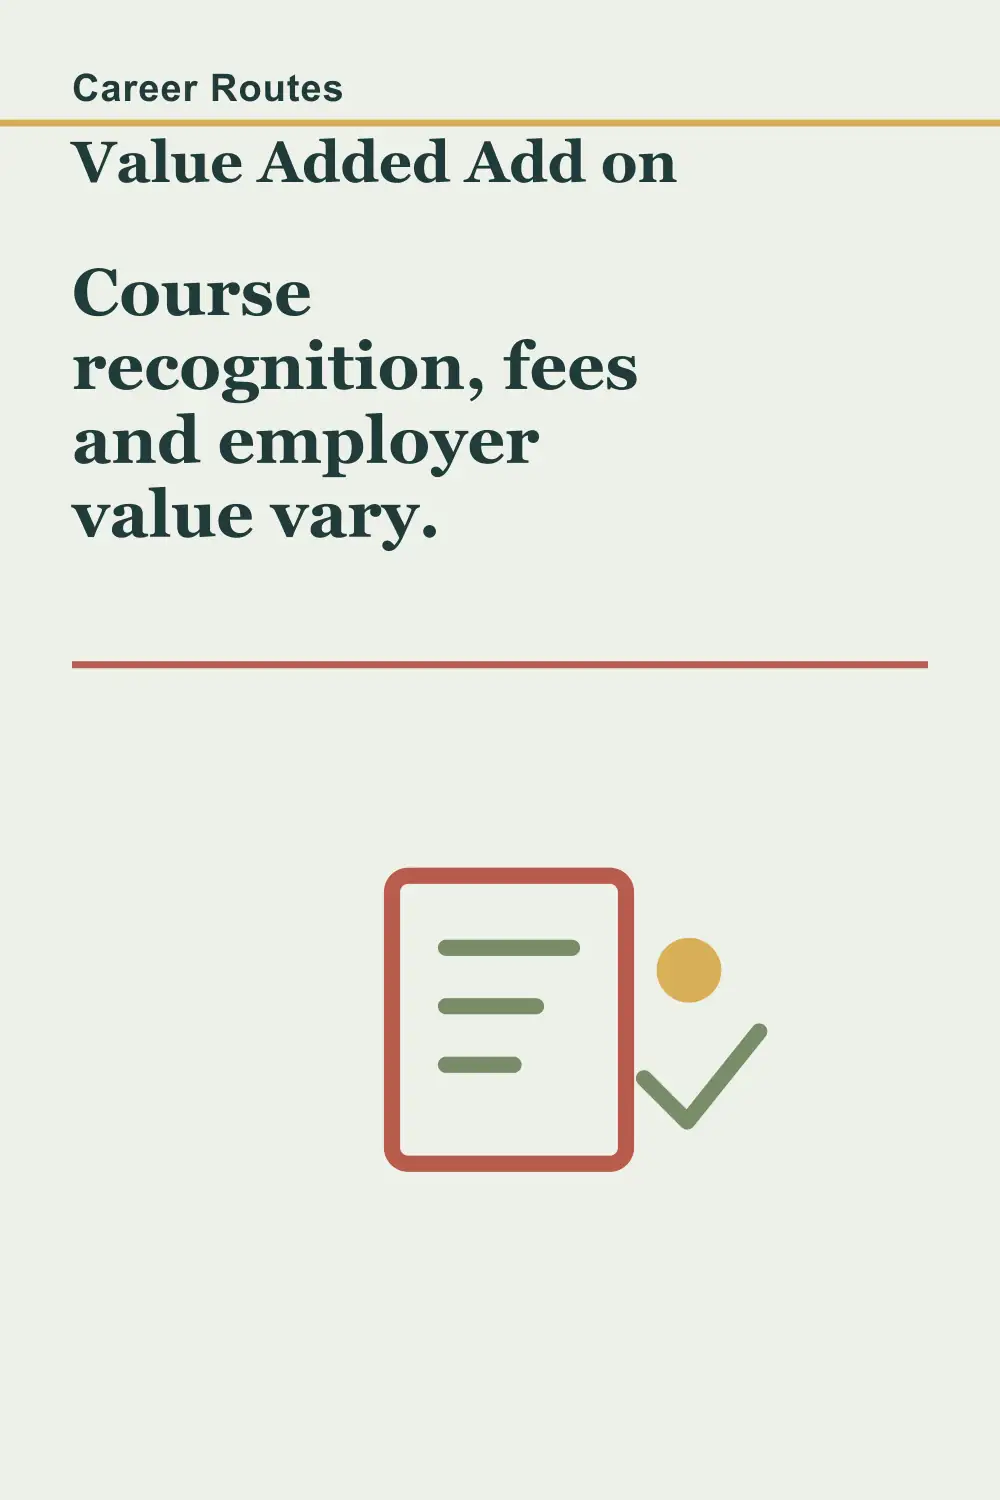 Career Routes
Value Added Add on
Course
recognition, fees
and employer
value vary.